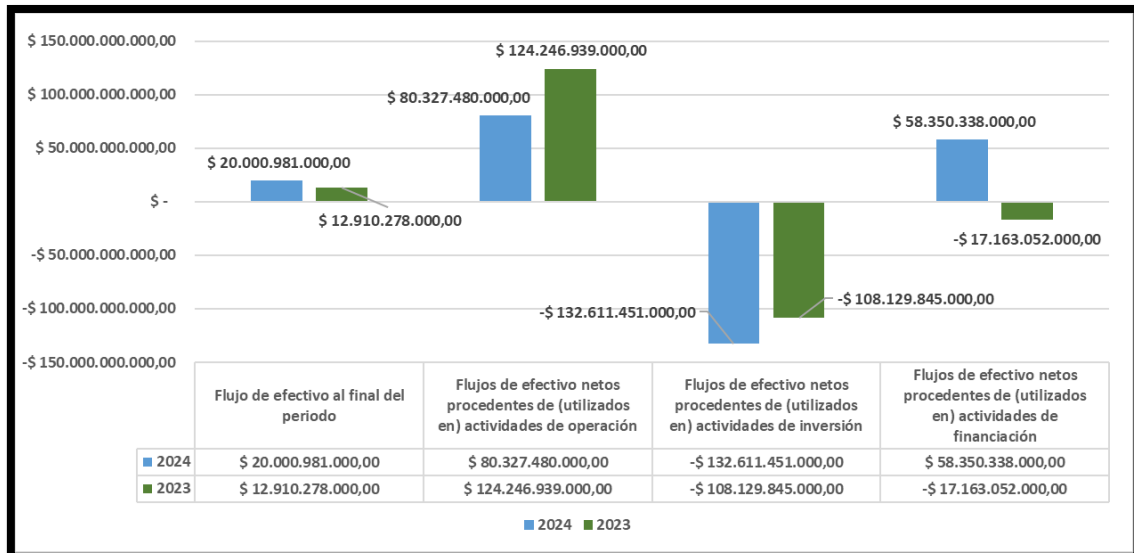 $ 150.000.000.000,00
$ 100.000.000.000,00
$ 50.000.000.000,00
$ -
-$ 50.000.000.000,00
-$ 100.000.000.000,00
-$ 150.000.000.000,00
$ 20.000.981.000,00
$ 12.910.278.000,00
$ 80.327.480.000,00
$ 124.246.939.000,00
-$ 132.611.451.000,00
-$ 108.129.845.000,00
$ 58.350.338.000,00
-$ 17.163.052.000,00
Flujo de efectivo al final del
periodo
Flujos de efectivo netos
procedentes de (utilizados
en) actividades de operación
Flujos de efectivo netos
procedentes de (utilizados
en) actividades de inversión
Flujos de efectivo netos
procedentes de (utilizados
en) actividades de
financiación
2024 $ 20.000.981.000,00 $ 80.327.480.000,00 -$ 132.611.451.000,00 $ 58.350.338.000,00
2023 $ 12.910.278.000,00 $ 124.246.939.000,00 -$ 108.129.845.000,00 -$ 17.163.052.000,00
2024 2023